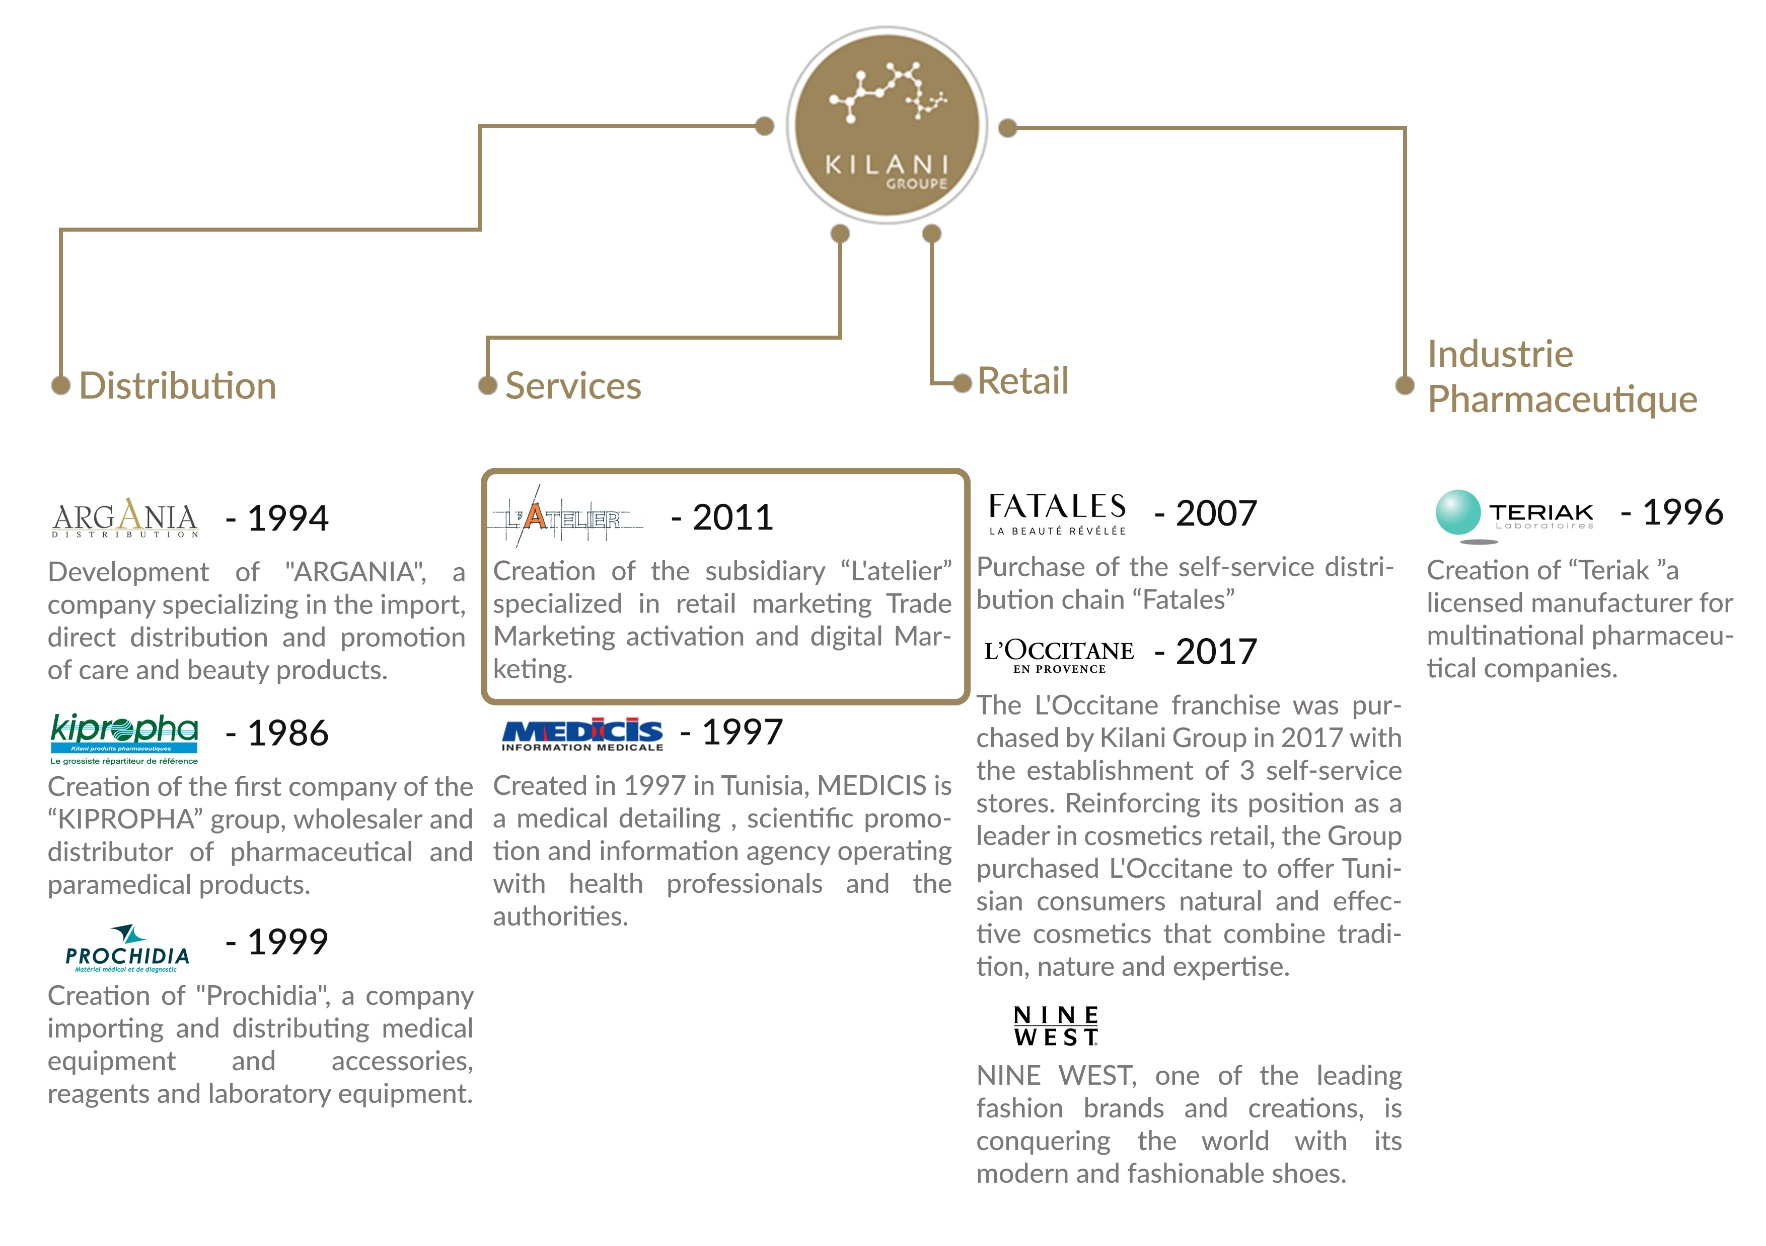 KILANI
GROUPE
Distribution
ARGANIA
DISTRIBUTION
- 1994
Development of "ARGANIA", a
company specializing in the import,
direct distribution and promotion
of care and beauty products.
kipropha
Kilani produits pharmaceutiques
Le grossiste répartiteur de référence
- 1986
Creation of the first company of the
“KIPROPHA” group, wholesaler and
distributor of pharmaceutical and
paramedical products.
PROCHIDIA
Matériel médical et de diagnostic
- 1999
Creation of "Prochidia", a company
importing and distributing medical
equipment and accessories,
reagents and laboratory equipment.
Services
L'ATELIER
- 2011
Creation of the subsidiary “L'atelier”
specialized in retail marketing Trade
Marketing activation and digital Mar-
keting.
MEDICIS
INFORMATION MEDICALE
- 1997
Created in 1997 in Tunisia, MEDICIS is
a medical detailing , scientific promo-
tion and information agency operating
with health professionals and the
authorities.
Retail
FATALES
LA BEAUTÉ RÉVÉLÉE
- 2007
Purchase of the self-service distri-
bution chain “Fatales”
L'OCCITANE
EN PROVENCE
- 2017
The L'Occitane franchise was pur-
chased by Kilani Group in 2017 with
the establishment of 3 self-service
stores. Reinforcing its position as a
leader in cosmetics retail, the Group
purchased L'Occitane to offer Tuni-
sian consumers natural and effec-
tive cosmetics that combine tradi-
tion, nature and expertise.
NINE
WEST
NINE WEST, one of the leading
fashion brands and creations, is
conquering the world with its
modern and fashionable shoes.
Industrie
Pharmaceutique
TERIAK
Laboratoires
- 1996
Creation of “Teriak ”a
licensed manufacturer for
multinational pharmaceu-
tical companies.